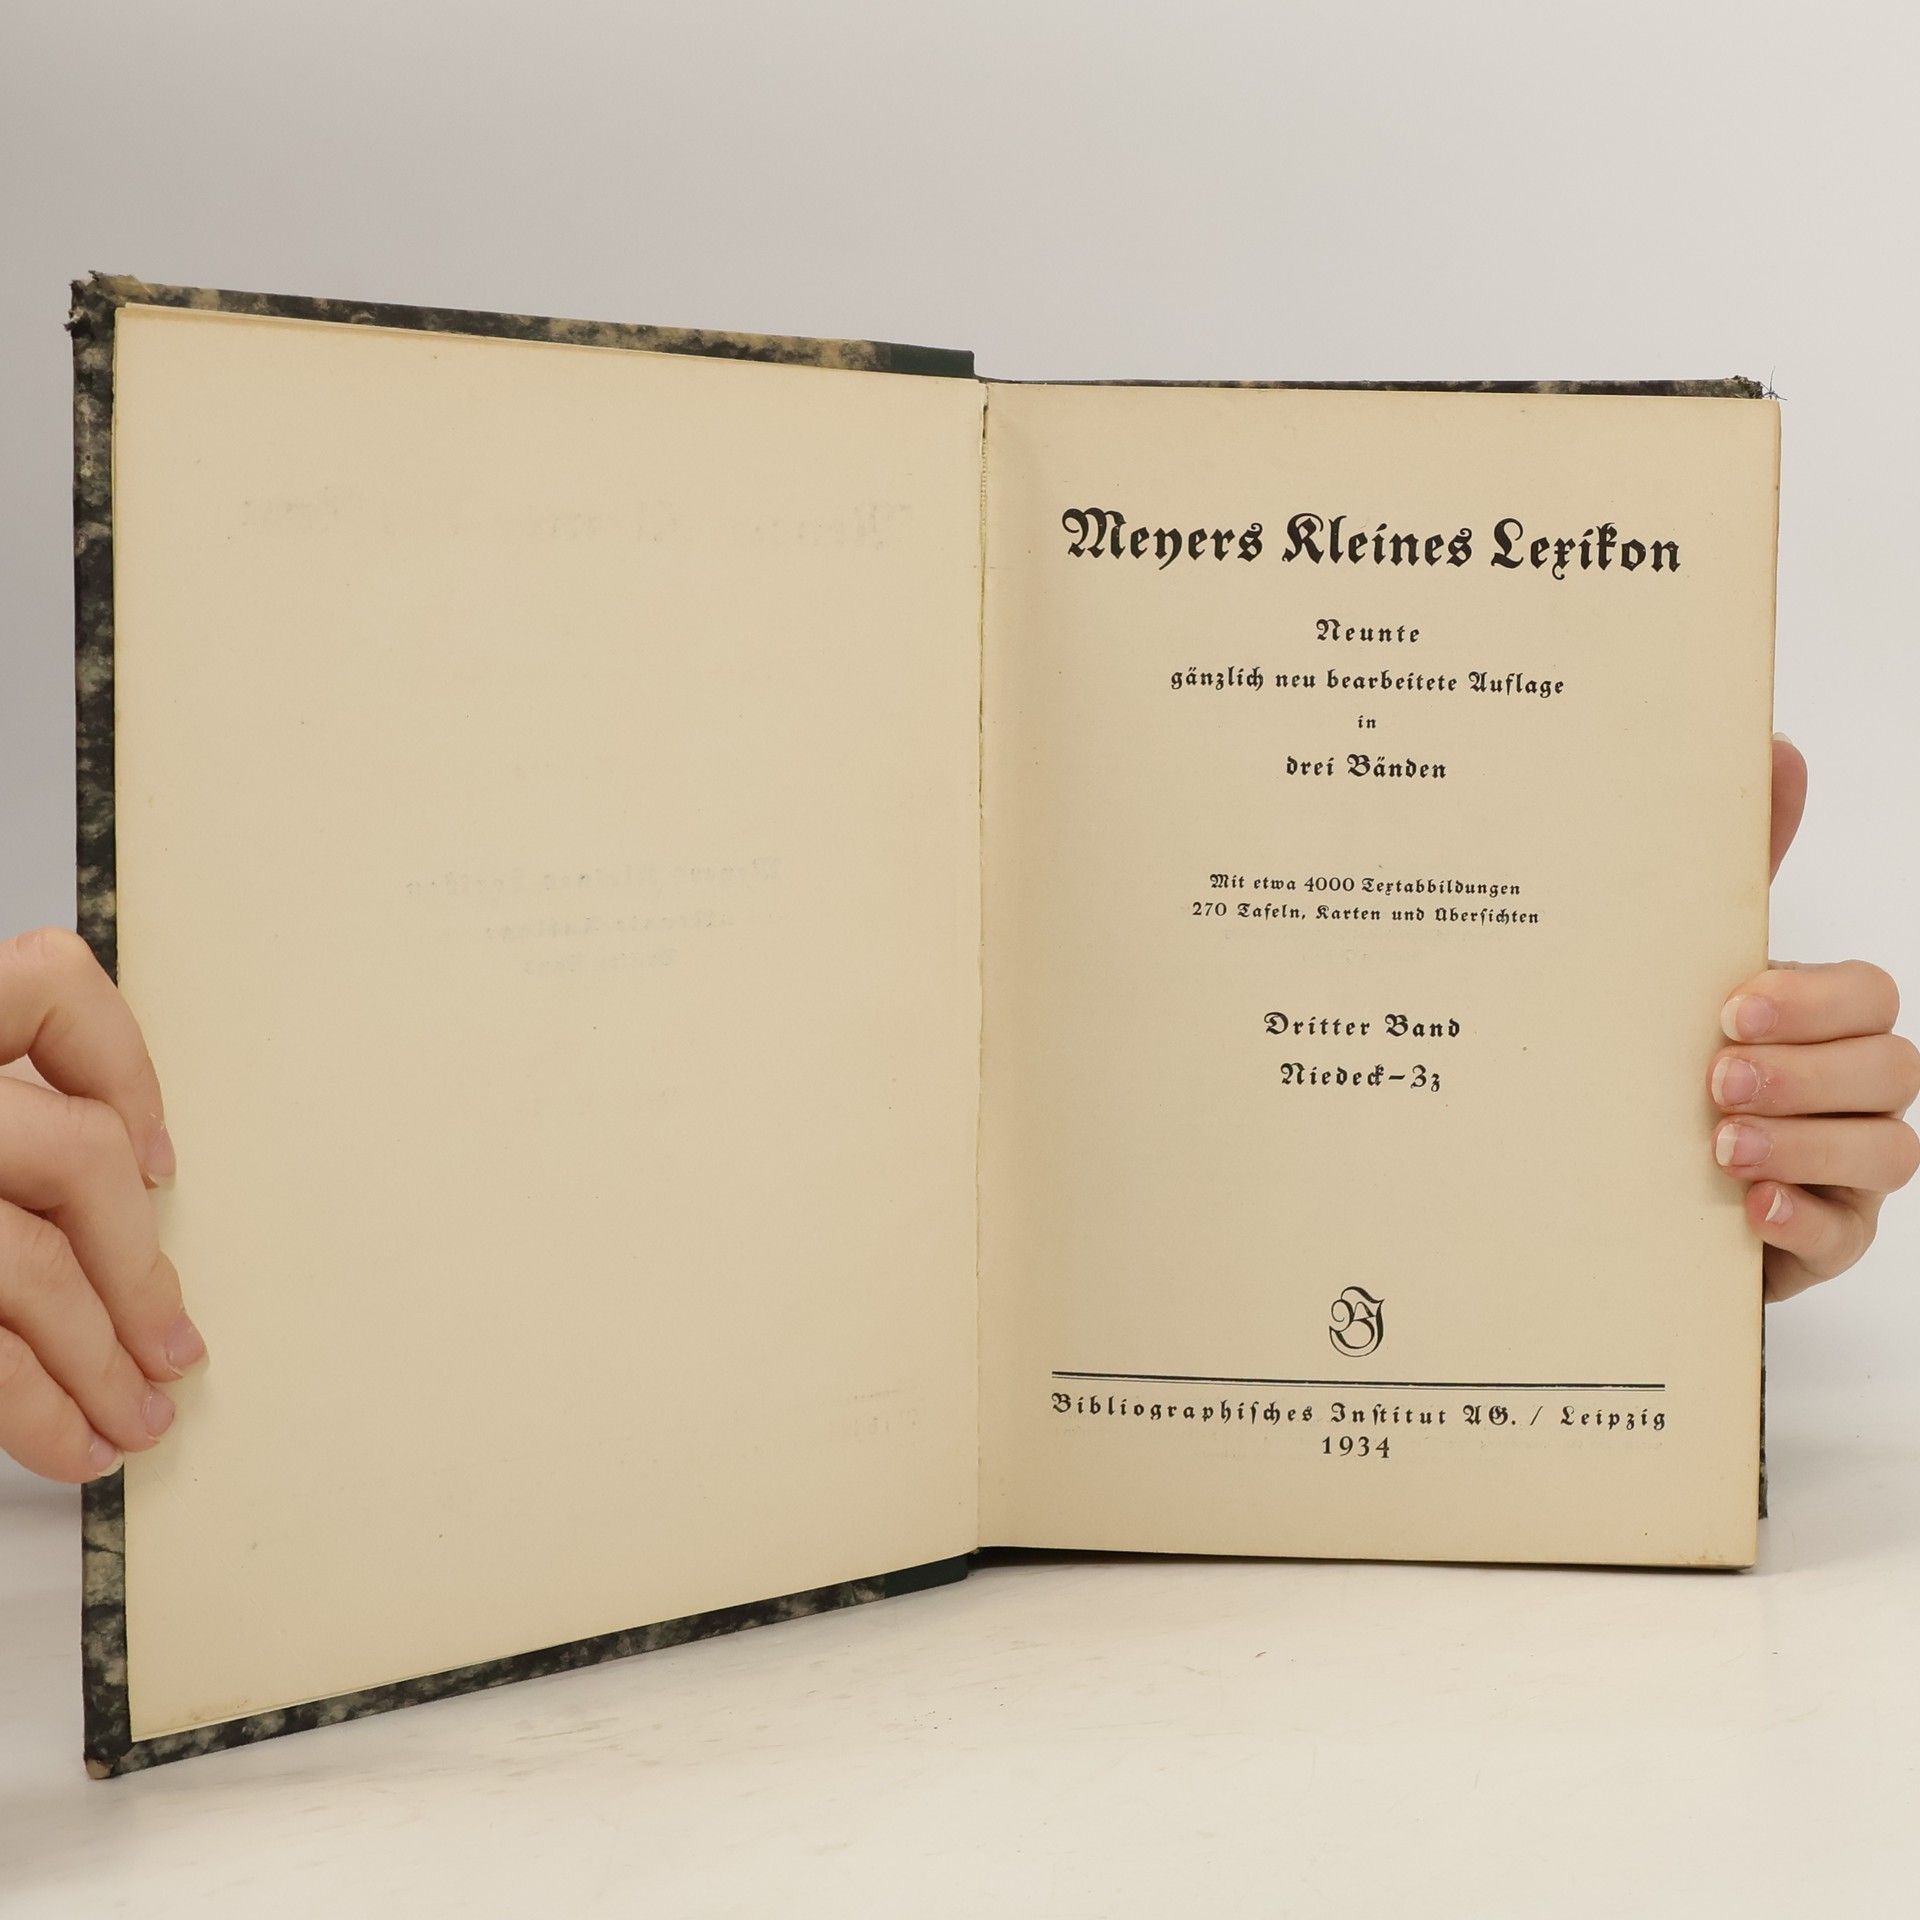 Meyers Kleines Lexikon
Neunte
gänzlich neu bearbeitete Auflage
in
drei Bänden
Mit etwa 4000 Textabbildungen
270 Tafeln, Karten und Überſichten
Dritter Band
Niedeck–Zz
BJ
Bibliographiſches Inſtitut AG. / Leipzig
1934